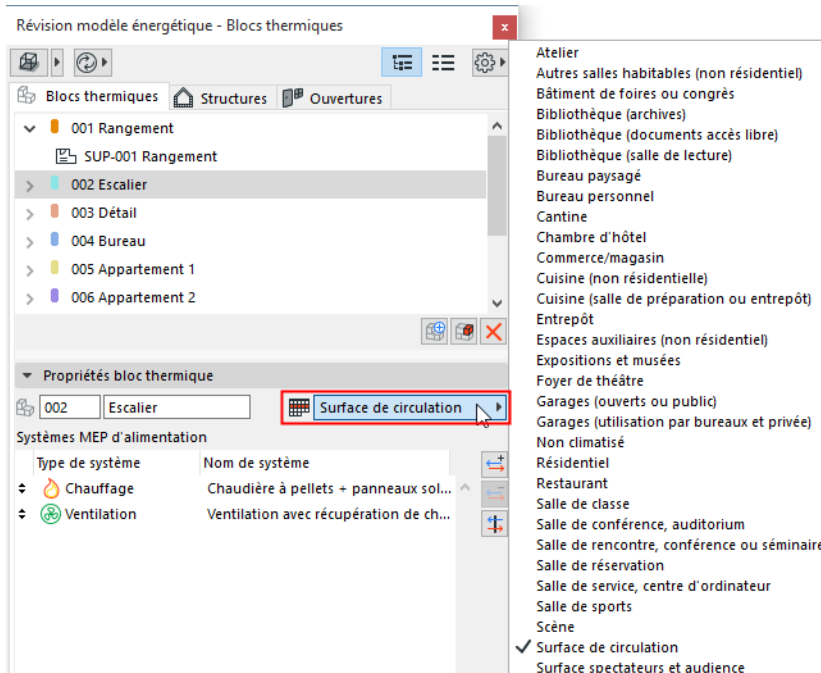 Révision modèle énergétique - Blocs thermiques
x
Blocs thermiques Structures Ouvertures
001 Rangement
SUP-001 Rangement
002 Escalier
003 Détail
004 Bureau
005 Appartement 1
006 Appartement 2
Propriétés bloc thermique
002 Escalier Surface de circulation
Systèmes MEP d'alimentation
Type de système Nom de système
Chauffage Chaudière à pellets + panneaux sol...
Ventilation Ventilation avec récupération de ch...
Atelier
Autres salles habitables (non résidentiel)
Bâtiment de foires ou congrès
Bibliothèque (archives)
Bibliothèque (documents accès libre)
Bibliothèque (salle de lecture)
Bureau paysagé
Bureau personnel
Cantine
Chambre d'hôtel
Commerce/magasin
Cuisine (non résidentielle)
Cuisine (salle de préparation ou entrepôt)
Entrepôt
Espaces auxiliaires (non résidentiel)
Expositions et musées
Foyer de théâtre
Garages (ouverts ou public)
Garages (utilisation par bureaux et privée)
Non climatisé
Résidentiel
Restaurant
Salle de classe
Salle de conférence, auditorium
Salle de rencontre, conférence ou séminaire
Salle de réservation
Salle de service, centre d'ordinateur
Salle de sports
Scène
Surface de circulation
Surface spectateurs et audience